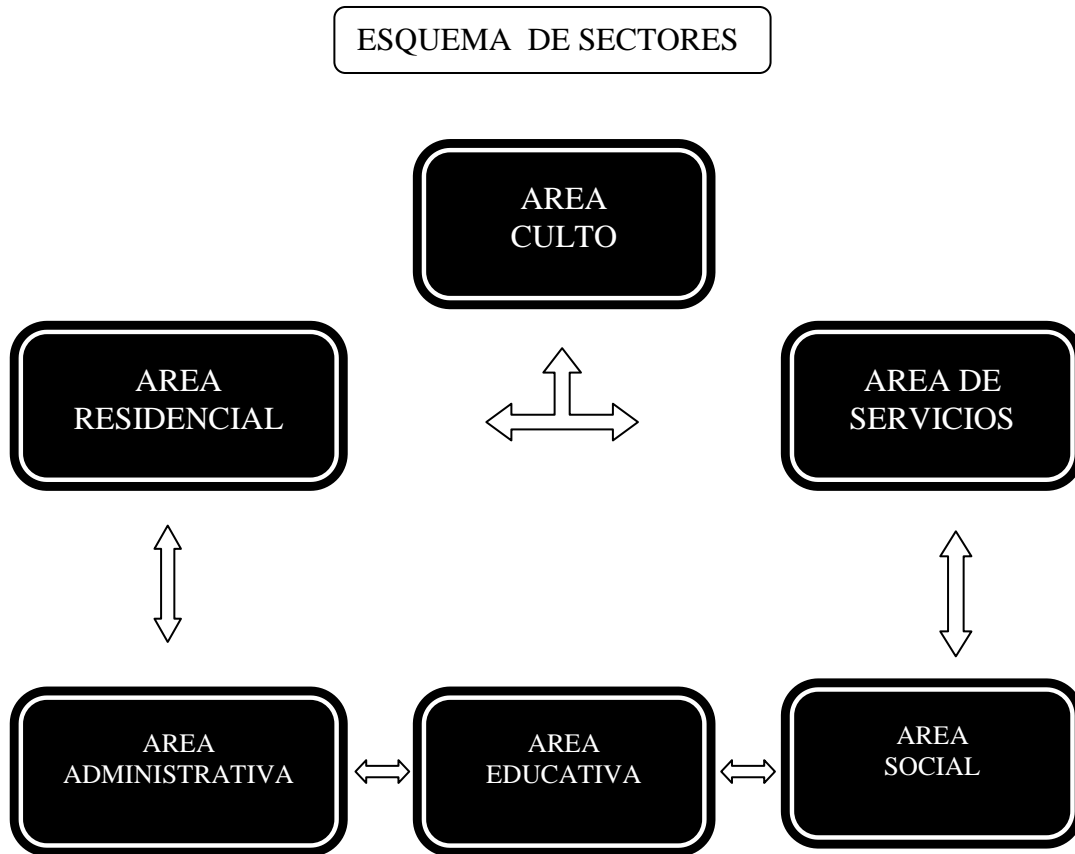 ESQUEMA DE SECTORES
AREA
CULTO
AREA
RESIDENCIAL
AREA DE
SERVICIOS
AREA
ADMINISTRATIVA
AREA
EDUCATIVA
AREA
SOCIAL